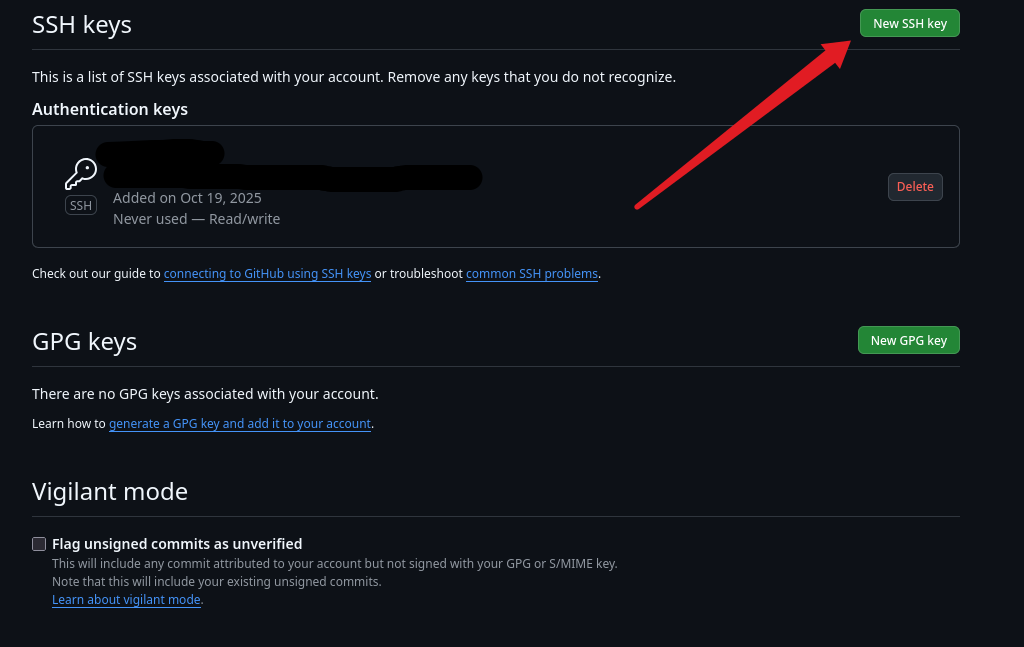 SSH keys
New SSH key
This is a list of SSH keys associated with your account. Remove any keys that you do not recognize.
Authentication keys
SSH
Added on Oct 19, 2025
Never used — Read/write
Delete
Check out our guide to connecting to GitHub using SSH keys or troubleshoot common SSH problems.
GPG keys
New GPG key
There are no GPG keys associated with your account.
Learn how to generate a GPG key and add it to your account.
Vigilant mode
Flag unsigned commits as unverified
This will include any commit attributed to your account but not signed with your GPG or S/MIME key.
Note that this will include your existing unsigned commits.
Learn about vigilant mode.